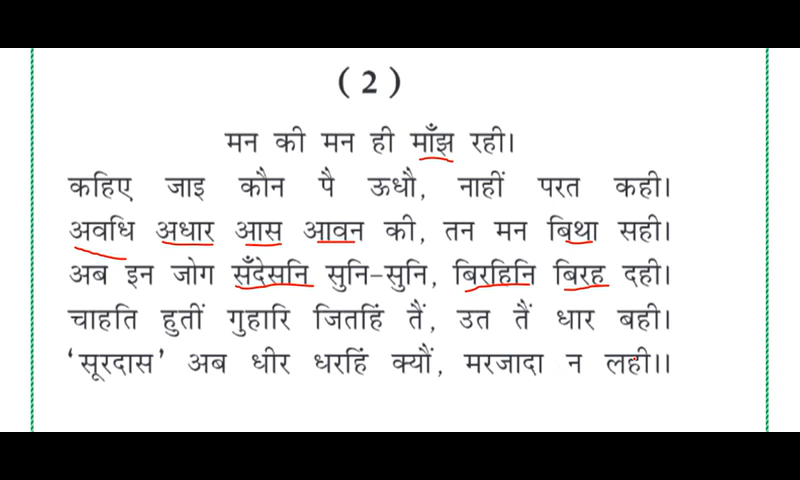 (2)
मन की मन ही माँझ रही।
कहिए जाइ कौन पै ऊधौ, नाहीं परत कही।
अवधि अधार आस आवन की, तन मन बिथा सही।
अब इन जोग सँदेसनि सुनि-सुनि, बिरहिनि बिरह दही।
चाहति हुतीं गुहारि जितहिं तैं, उत तैं धार बही।
‘सूरदास’ अब धीर धरहिं क्यौं, मरजादा न लही।।